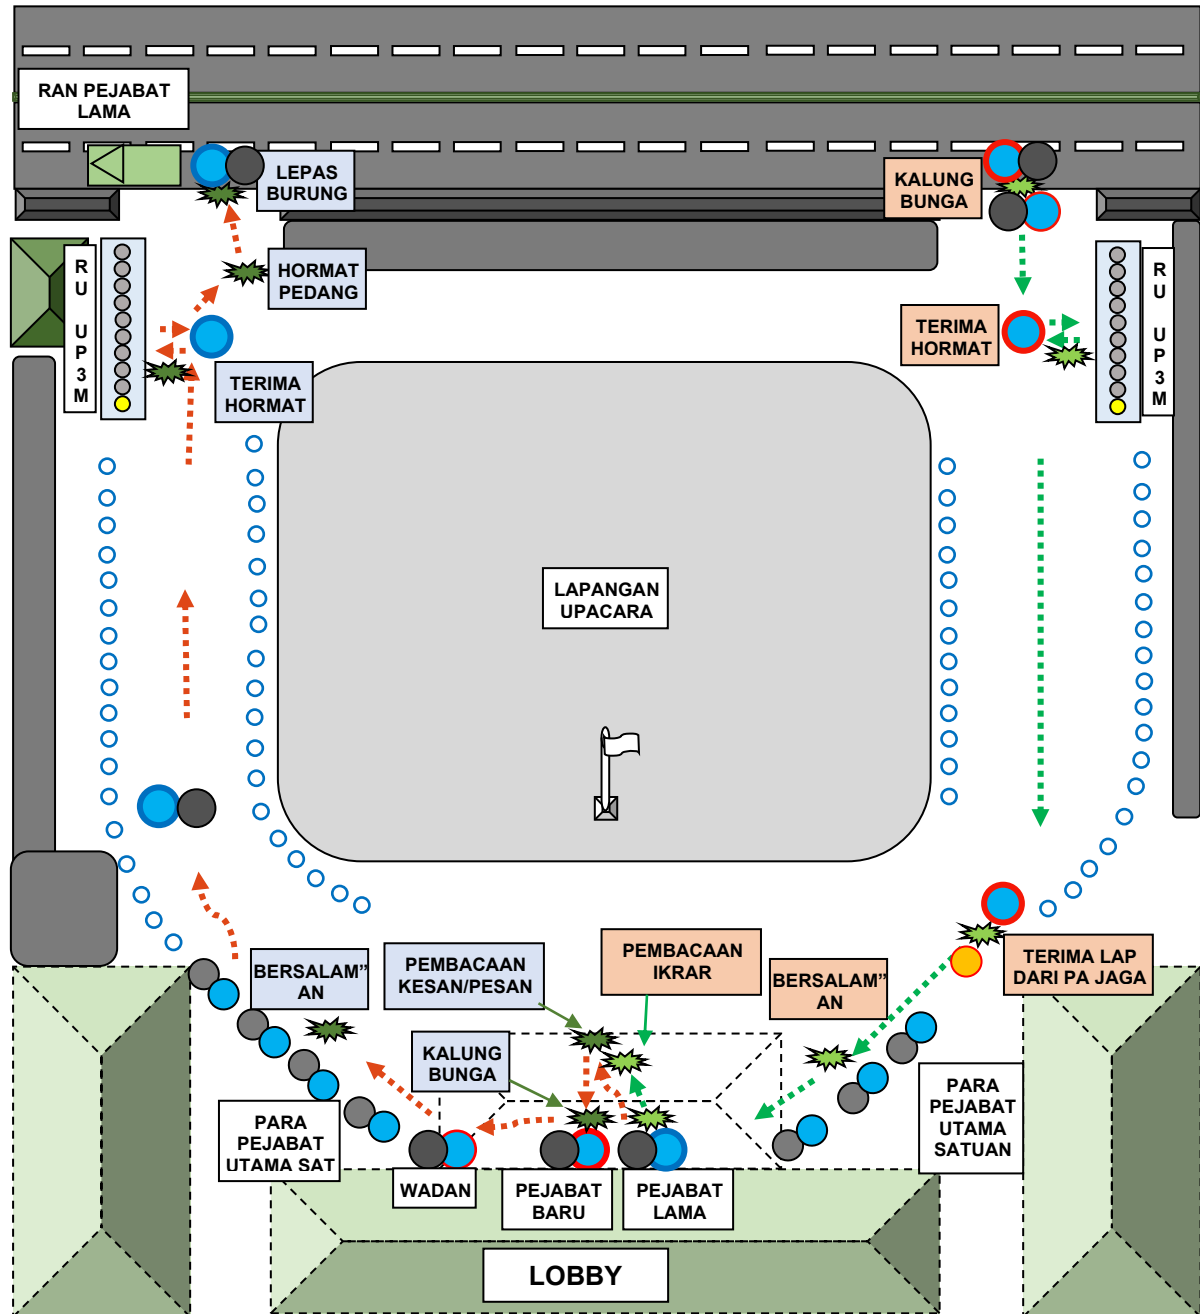 RAN PEJABAT
LAMA
LEPAS
BURUNG
KALUNG
BUNGA
HORMAT
PEDANG
R
U
U
P
3
M
TERIMA
HORMAT
TERIMA
HORMAT
R
U
U
P
3
M
LAPANGAN
UPACARA
BERSALAM”
AN
PEMBACAAN
KESAN/PESAN
PEMBACAAN
IKRAR
BERSALAM”
AN
TERIMA LAP
DARI PA JAGA
KALUNG
BUNGA
PARA
PEJABAT
UTAMA SAT
PARA
PEJABAT
UTAMA
SATUAN
WADAN
PEJABAT
BARU
PEJABAT
LAMA
LOBBY